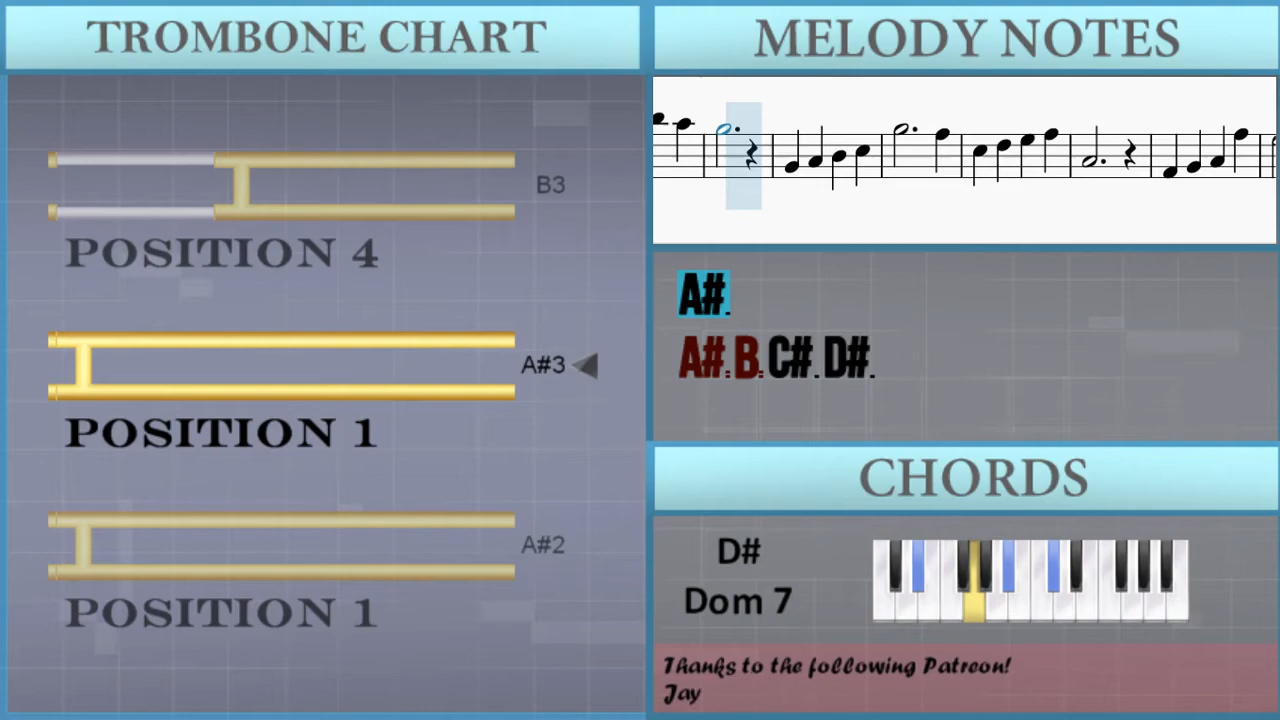 TROMBONE CHART
MELODY NOTES
B3
POSITION 4
A#3
POSITION 1
A#2
POSITION 1
A#.
A#: B: C#. D#.
CHORDS
D#
Dom 7
Thanks to the following Patreon!
Jay